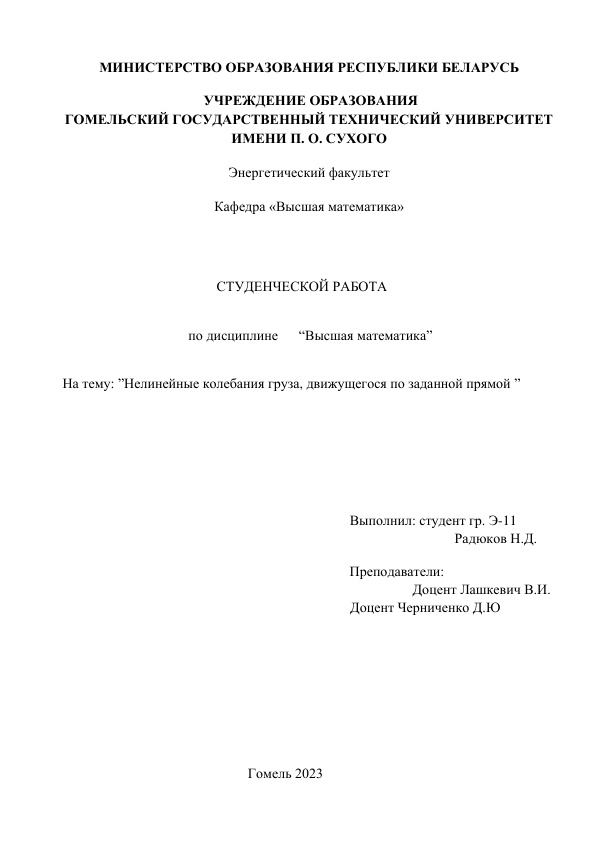 МИНИСТЕРСТВО ОБРАЗОВАНИЯ РЕСПУБЛИКИ БЕЛАРУСЬ
УЧРЕЖДЕНИЕ ОБРАЗОВАНИЯ
ГОМЕЛЬСКИЙ ГОСУДАРСТВЕННЫЙ ТЕХНИЧЕСКИЙ УНИВЕРСИТЕТ
ИМЕНИ П. О. СУХОГО
Энергетический факультет
Кафедра «Высшая математика»
СТУДЕНЧЕСКОЙ РАБОТА
по дисциплине “Высшая математика”
На тему: ”Нелинейные колебания груза, движущегося по заданной прямой ”
Выполнил: студент гр. Э-11
Радюков Н.Д.
Преподаватели:
Доцент Лашкевич В.И.
Доцент Черниченко Д.Ю
Гомель 2023